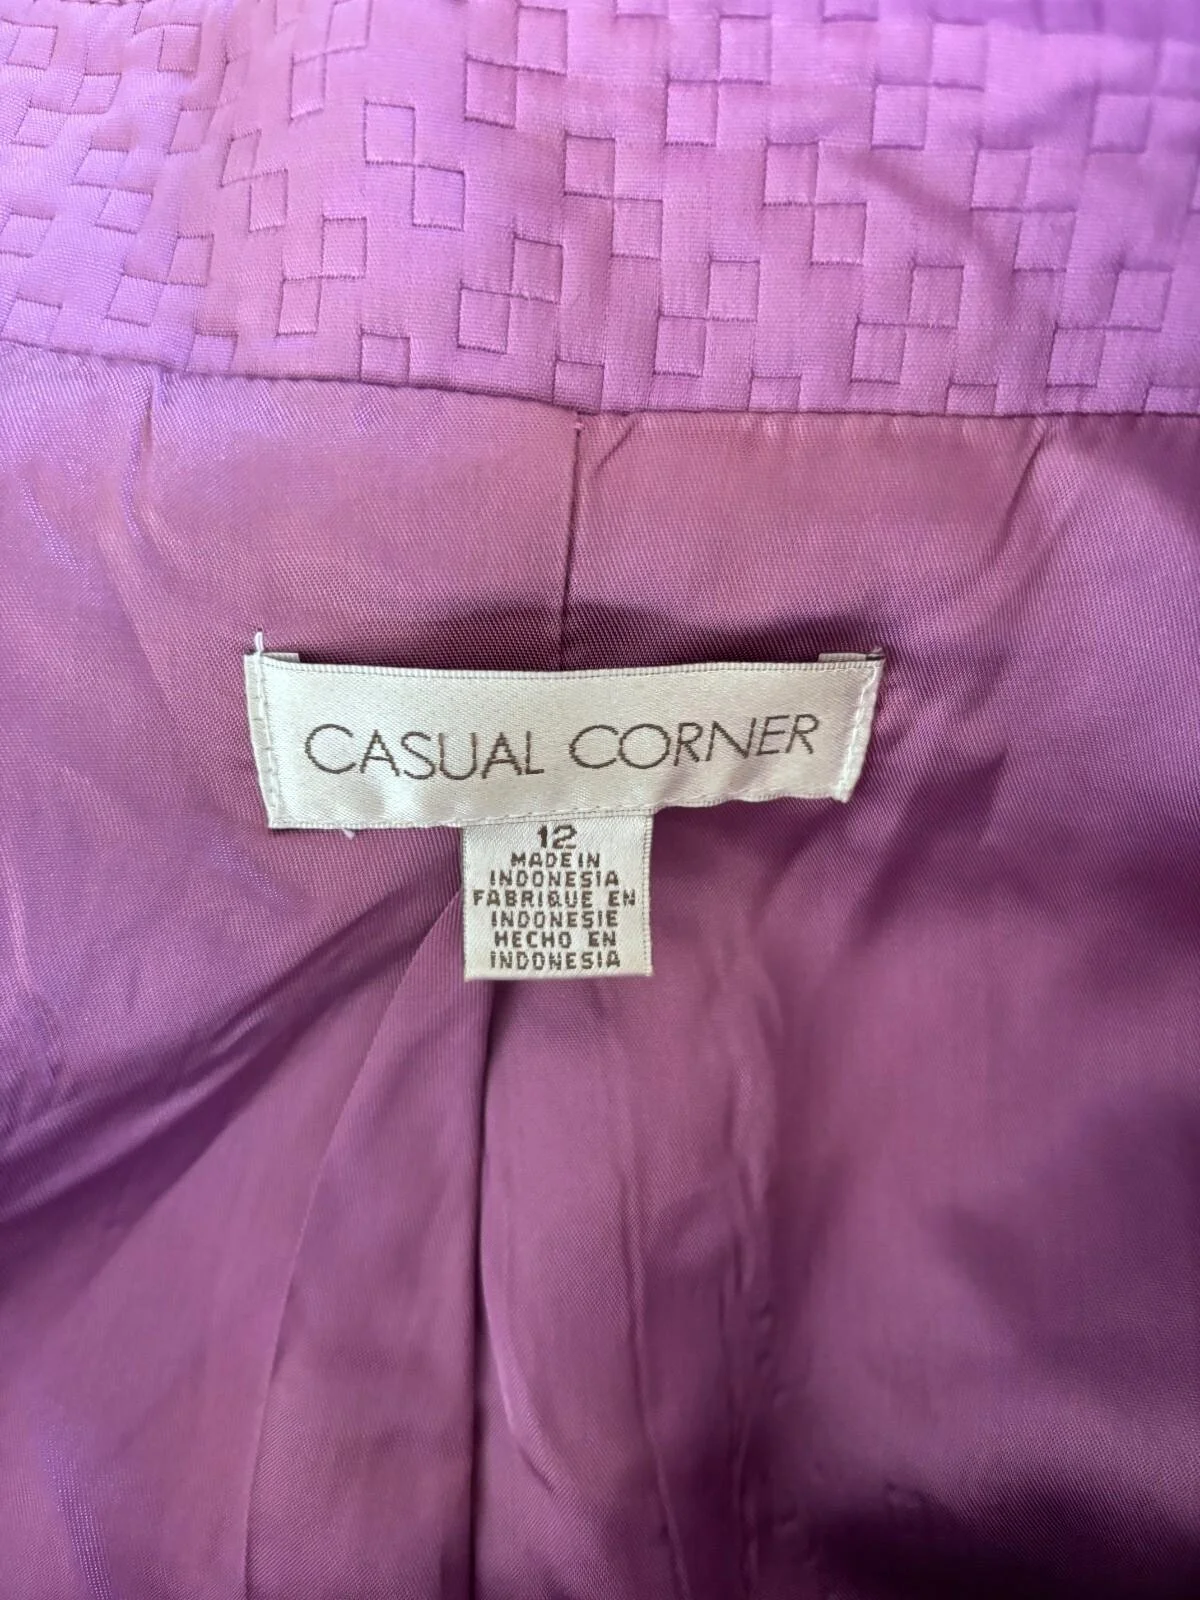 CASUAL CORNER
12
MADE IN
INDONESIA
FABRIQUE EN
INDONESIE
HECHO EN
INDONESIA